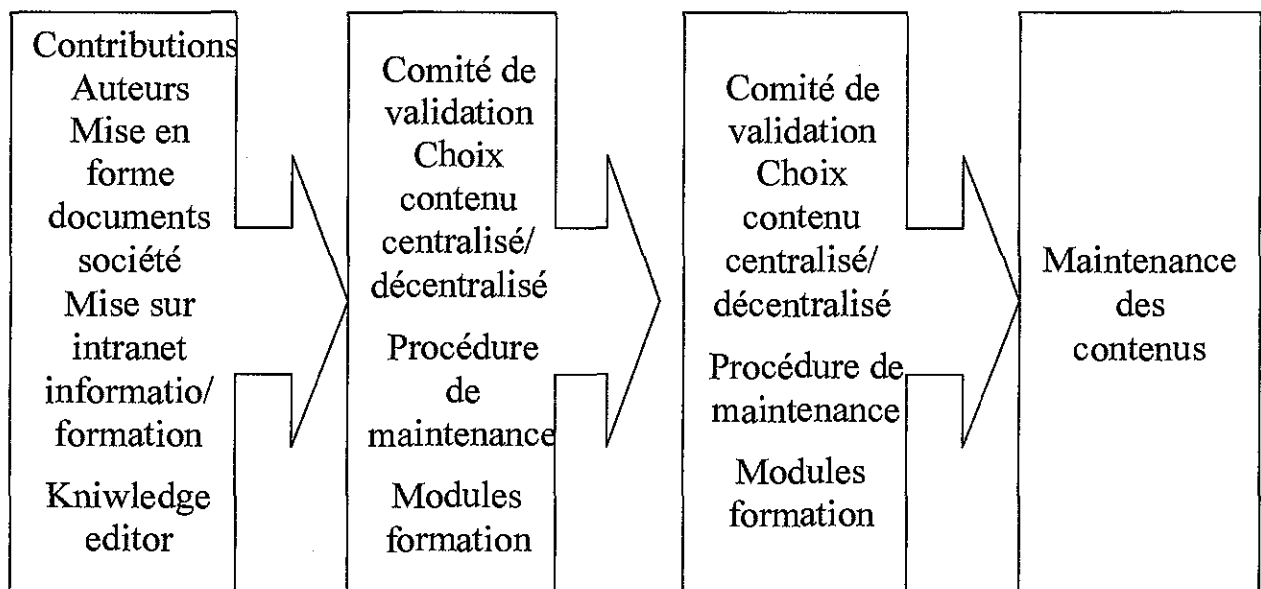 Contributions
Auteurs
Mise en
forme
documents
société
Mise sur
intranet
informatio/
formation
Kniwledge
editor
Comité de
validation
Choix
contenu
centralisé/
décentralisé
Procédure
de
maintenance
Modules
formation
Comité de
validation
Choix
contenu
centralisé/
décentralisé
Procédure de
maintenance
Modules
formation
Maintenance
des
contenus